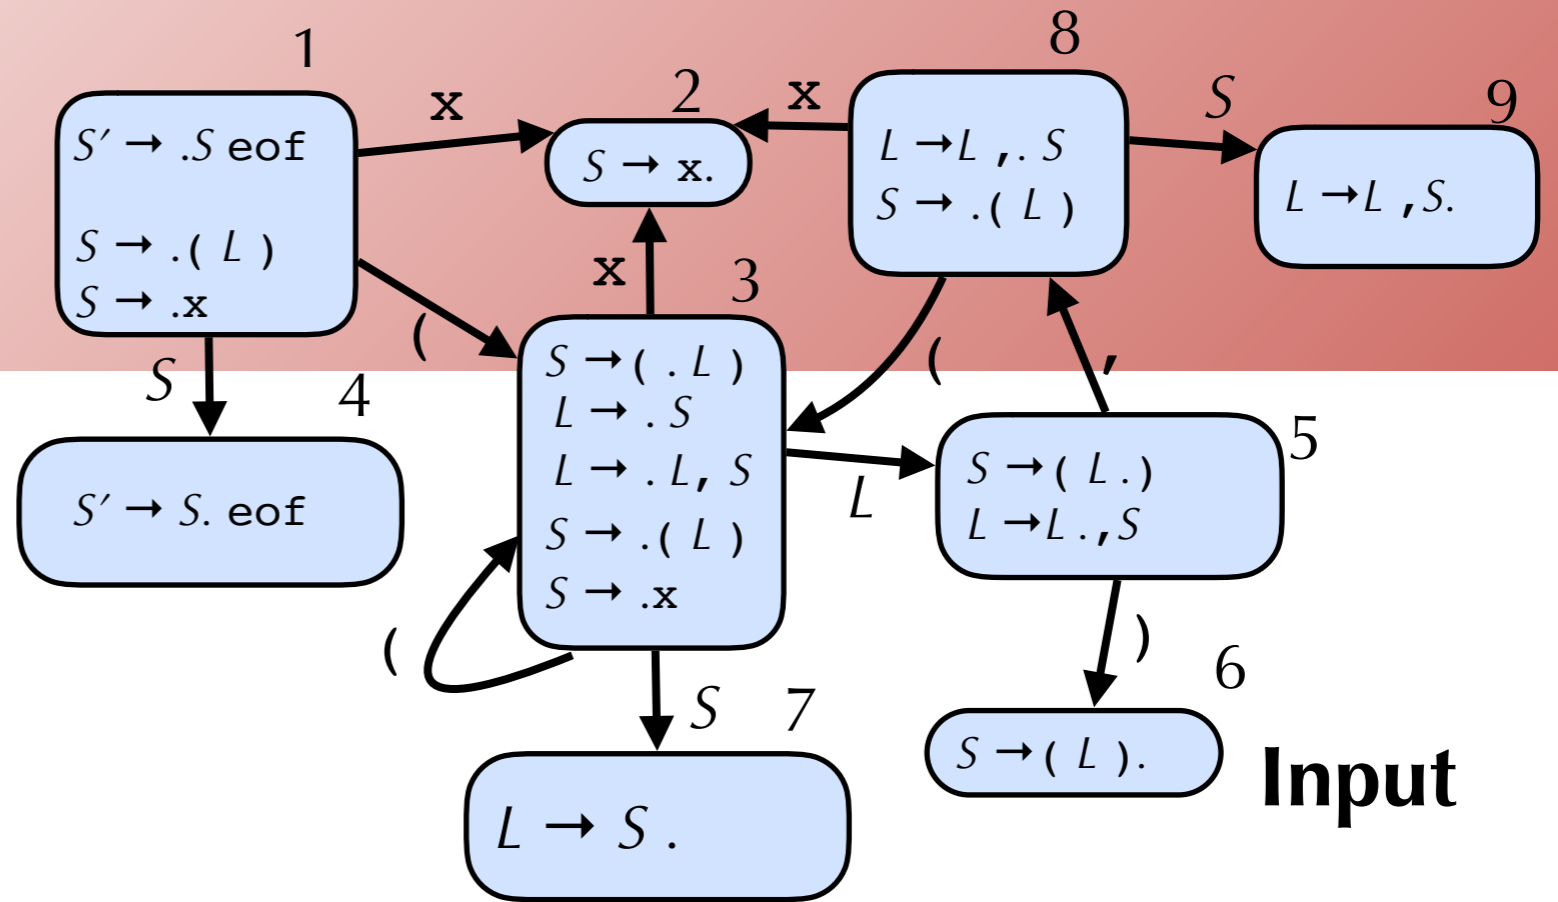 1
S′ → .S eof
S → .( L )
S → .x
x
2
S → x.
x
8
L →L ,. S
S → .( L )
S
9
L →L ,S.
(
x
3
S →( . L )
L → . S
L → . L, S
S → .( L )
S → .x
(
,
S
4
S′ → S. eof
L
5
S →( L .)
L →L .,S
(
)
S
7
L → S .
6
S →( L ).
Input